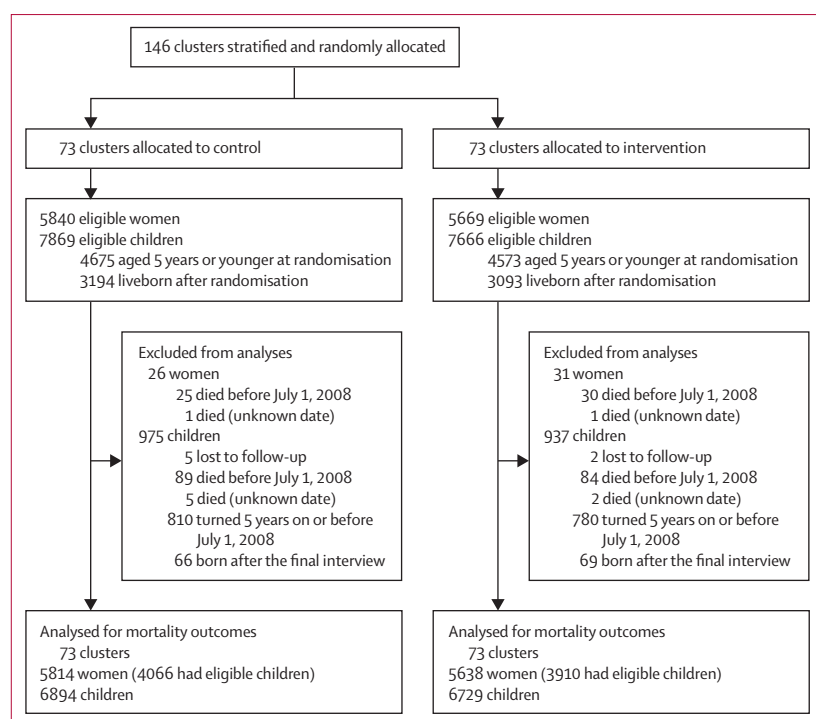 146 clusters stratified and randomly allocated
73 clusters allocated to control
73 clusters allocated to intervention
5840 eligible women
7869 eligible children
4675 aged 5 years or younger at randomisation
3194 liveborn after randomisation
5669 eligible women
7666 eligible children
4573 aged 5 years or younger at randomisation
3093 liveborn after randomisation
Excluded from analyses
26 women
25 died before July 1, 2008
1 died (unknown date)
975 children
5 lost to follow-up
89 died before July 1, 2008
5 died (unknown date)
810 turned 5 years on or before
July 1, 2008
66 born after the final interview
Excluded from analyses
31 women
30 died before July 1, 2008
1 died (unknown date)
937 children
2 lost to follow-up
84 died before July 1, 2008
2 died (unknown date)
780 turned 5 years on or before
July 1, 2008
69 born after the final interview
Analysed for mortality outcomes
73 clusters
5814 women (4066 had eligible children)
6894 children
Analysed for mortality outcomes
73 clusters
5638 women (3910 had eligible children)
6729 children